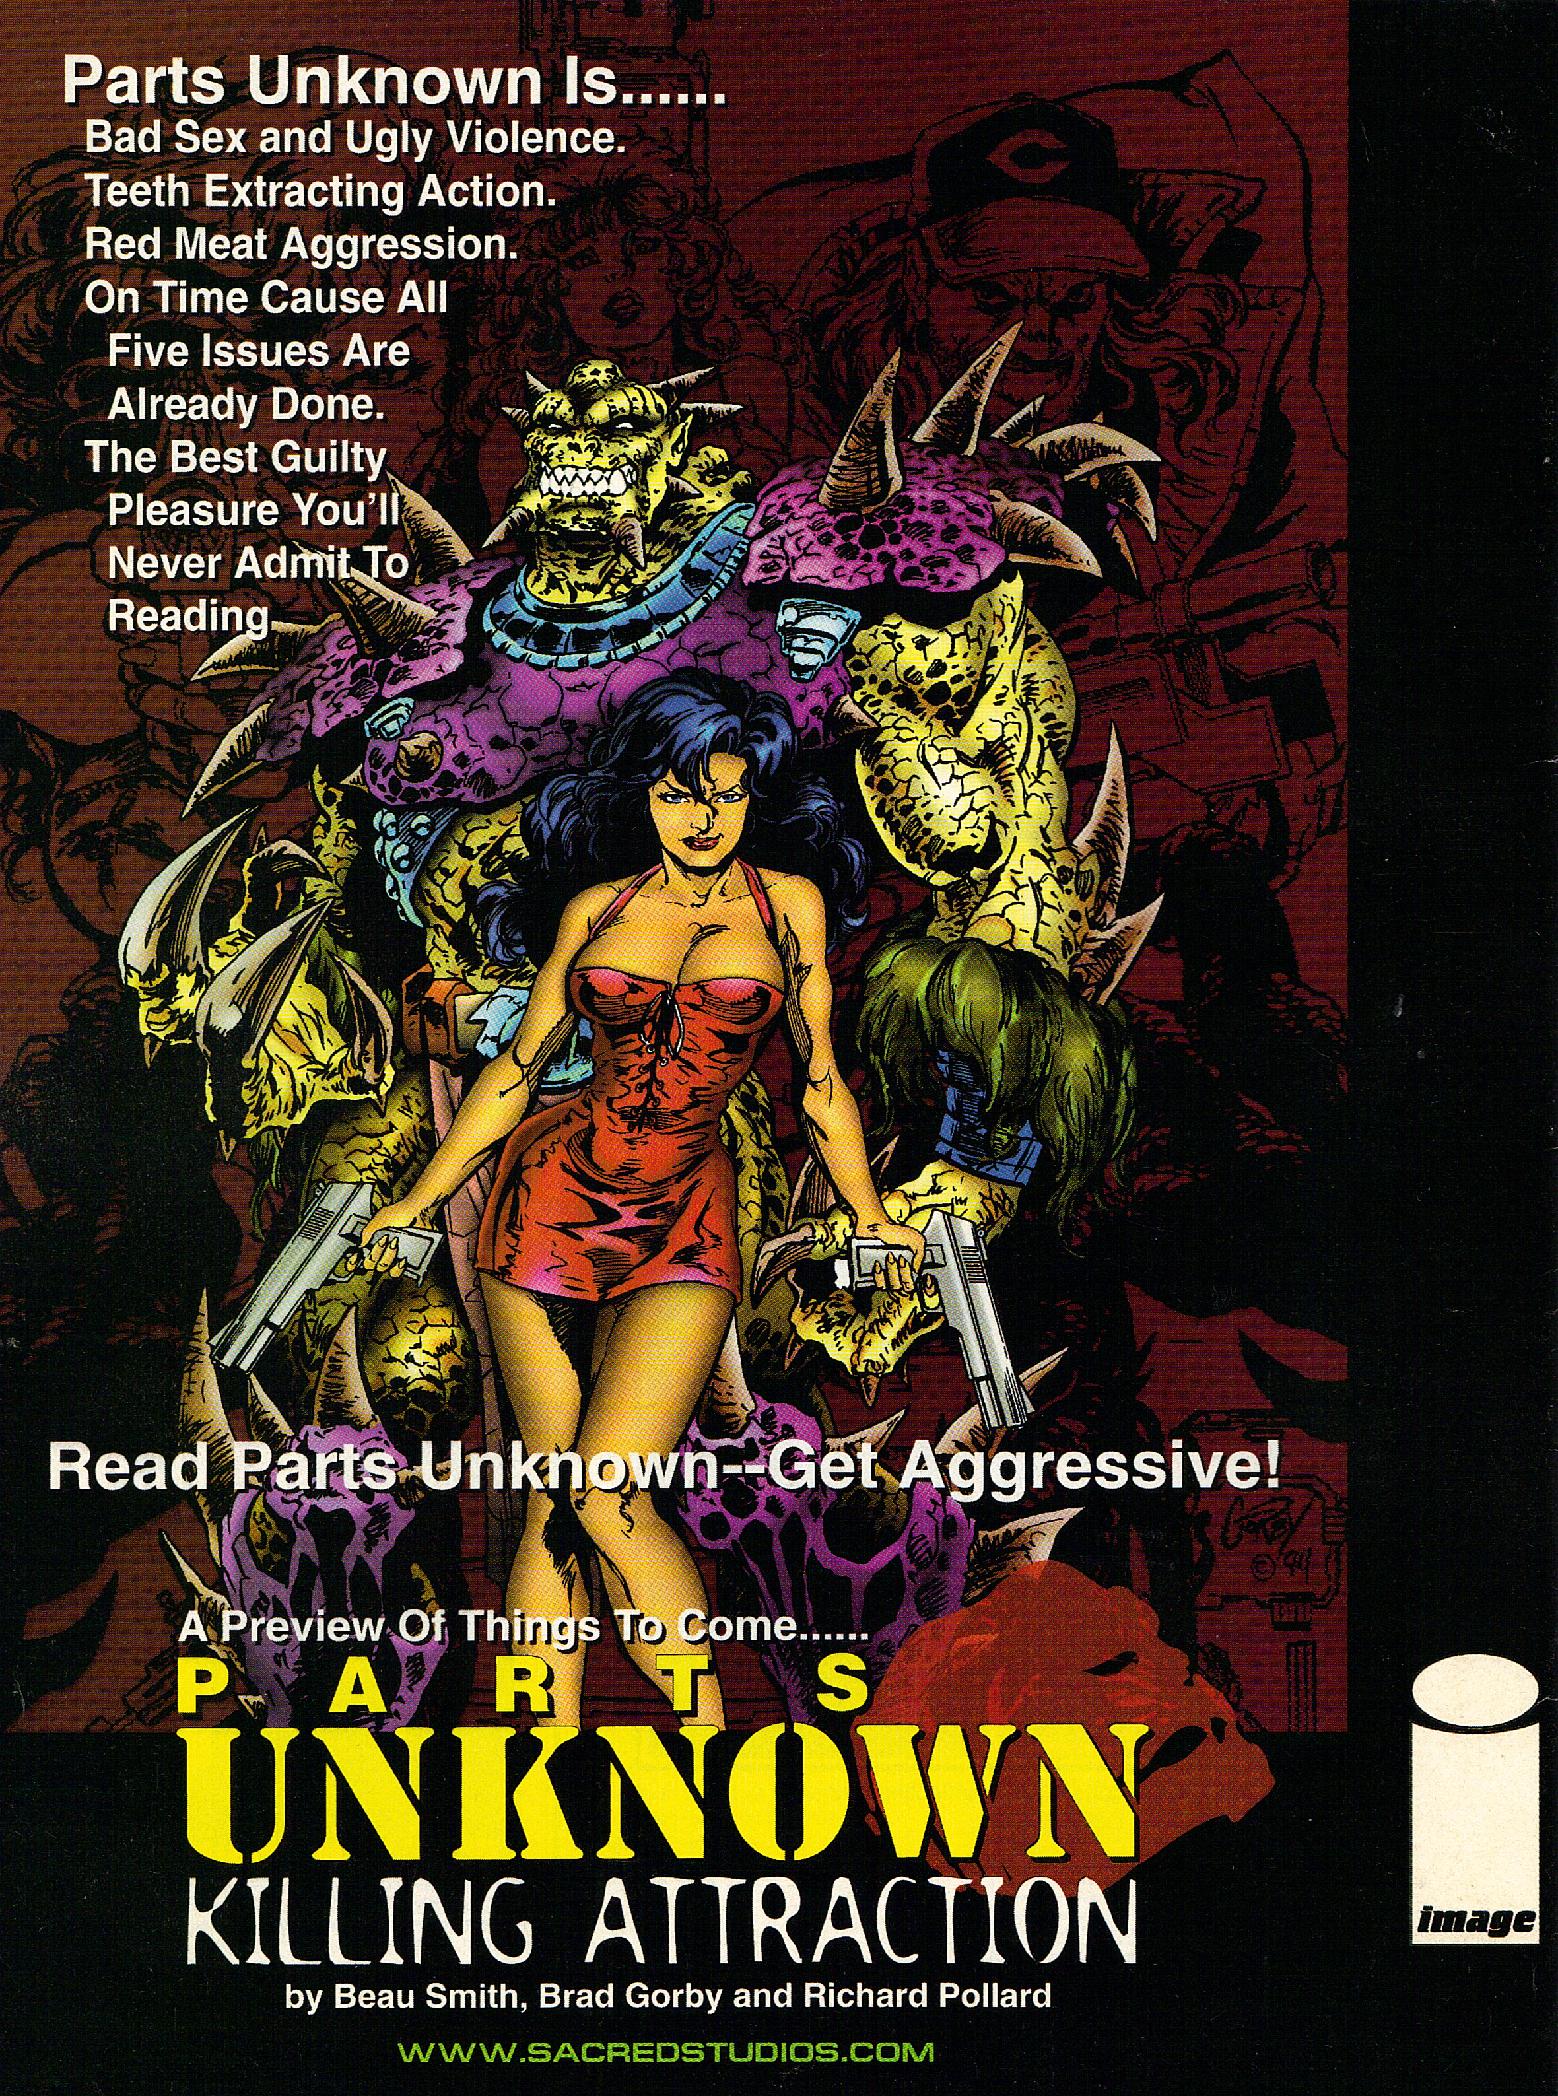 Parts Unknown Is......
Bad Sex and Ugly Violence.
Teeth Extracting Action.
Red Meat Aggression.
On Time Cause All
Five Issues Are
Already Done.
The Best Guilty
Pleasure You'll
Never Admit To
Reading
C
Read Parts Unknown--Get Aggressive!
© 94
A Preview Of Things To Come......
PARTS
UNKNOWN
KILLING ATTRACTION
by Beau Smith, Brad Gorby and Richard Pollard
WWW.SACREDSTUDIOS.COM
i
image